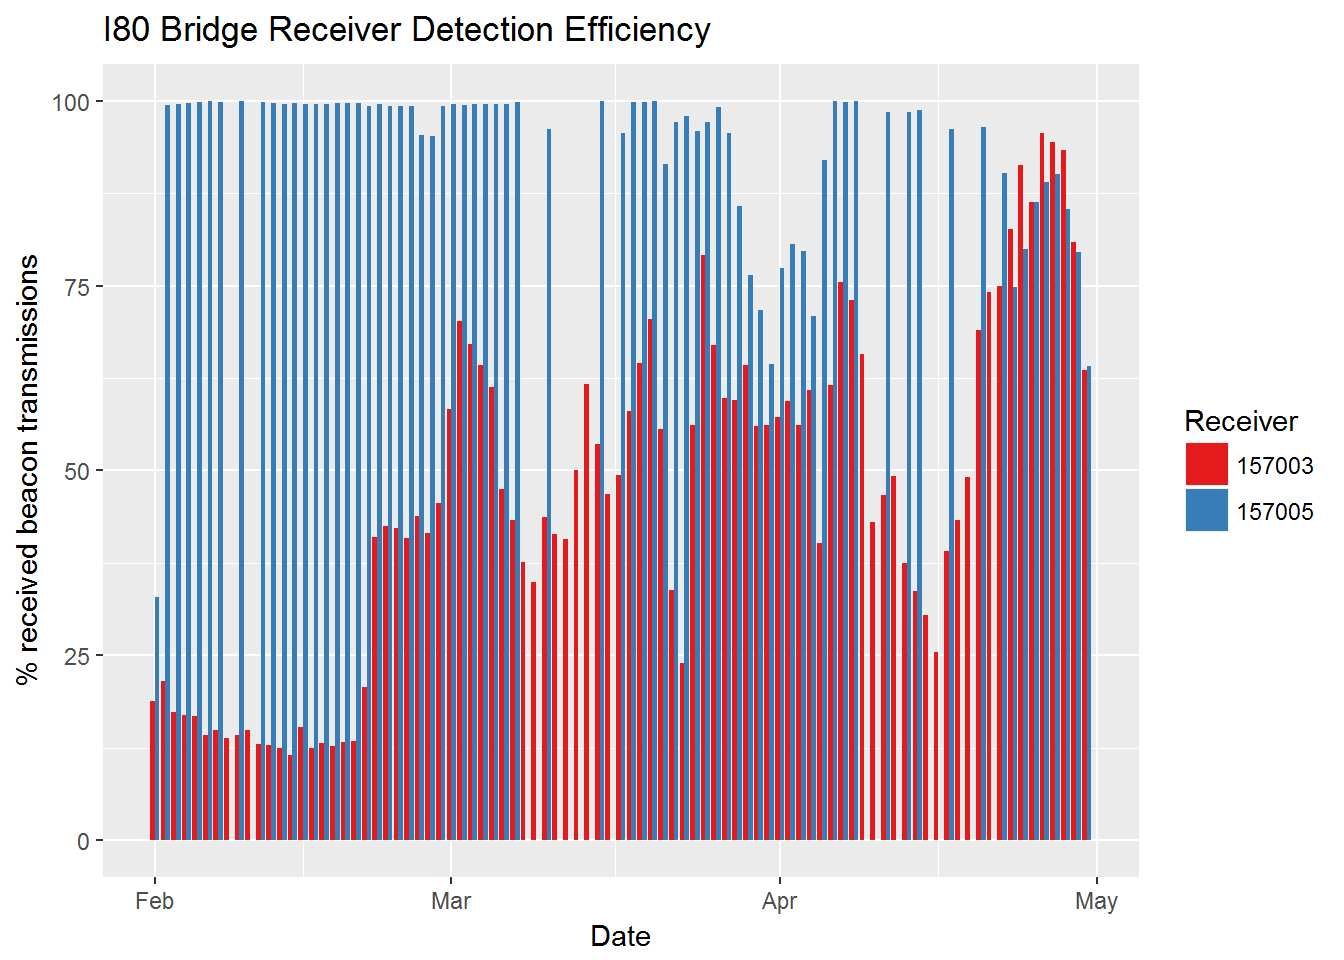 I80 Bridge Receiver Detection Efficiency
100
75
50
25
0
% received beacon transmissions
Feb
Mar
Apr
May
Date
Receiver
157003
157005